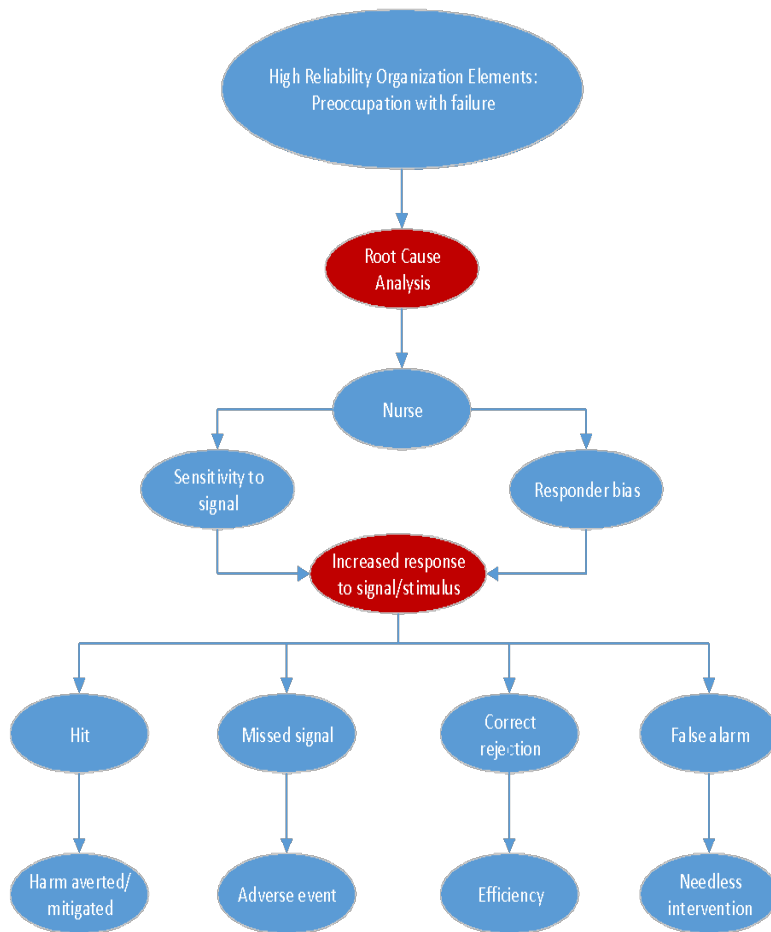 High Reliability Organization Elements:
Preoccupation with failure
Root Cause
Analysis
Nurse
Sensitivity to
signal
Responder bias
Increased response
to signal/stimulus
Hit
Missed signal
Correct
rejection
False alarm
Harm averted/
mitigated
Adverse event
Efficiency
Needless
intervention